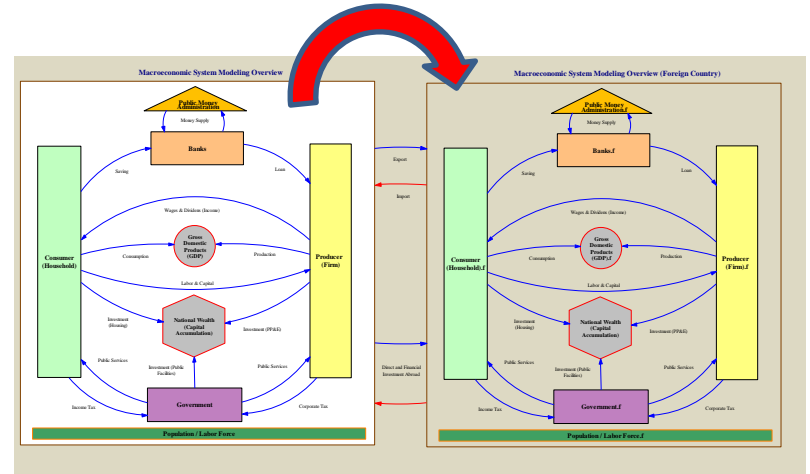 Macroeconomic System Modeling Overview
Public Money
Administration
Money Supply
Banks
Saving
Loan
Wages & Dividens (Income)
Gross
Domestic
Products
(GDP)
Consumption
Production
Consumer
(Household)
Producer
(Firm)
Labor & Capital
National Wealth
(Capital
Accumulation)
Investment
(Housing)
Investment (PP&E)
Public Services
Investment (Public
Facilities)
Public Services
Government
Income Tax
Corporate Tax
Population / Labor Force
Export
Import
Direct and Financial
Investment Abroad
Macroeconomic System Modeling Overview (Foreign Country)
Public Money
Administration.f
Money Supply
Banks.f
Saving
Loan
Wages & Dividens (Income)
Gross
Domestic
Products
(GDP).f
Consumption
Production
Consumer
(Household).f
Producer
(Firm).f
Labor & Capital
National Wealth
(Capital
Accumulation)
Investment
(Housing)
Investment (PP&E)
Public Services
Investment (Public
Facilities)
Public Services
Government.f
Income Tax
Corporate Tax
Population / Labor Force.f